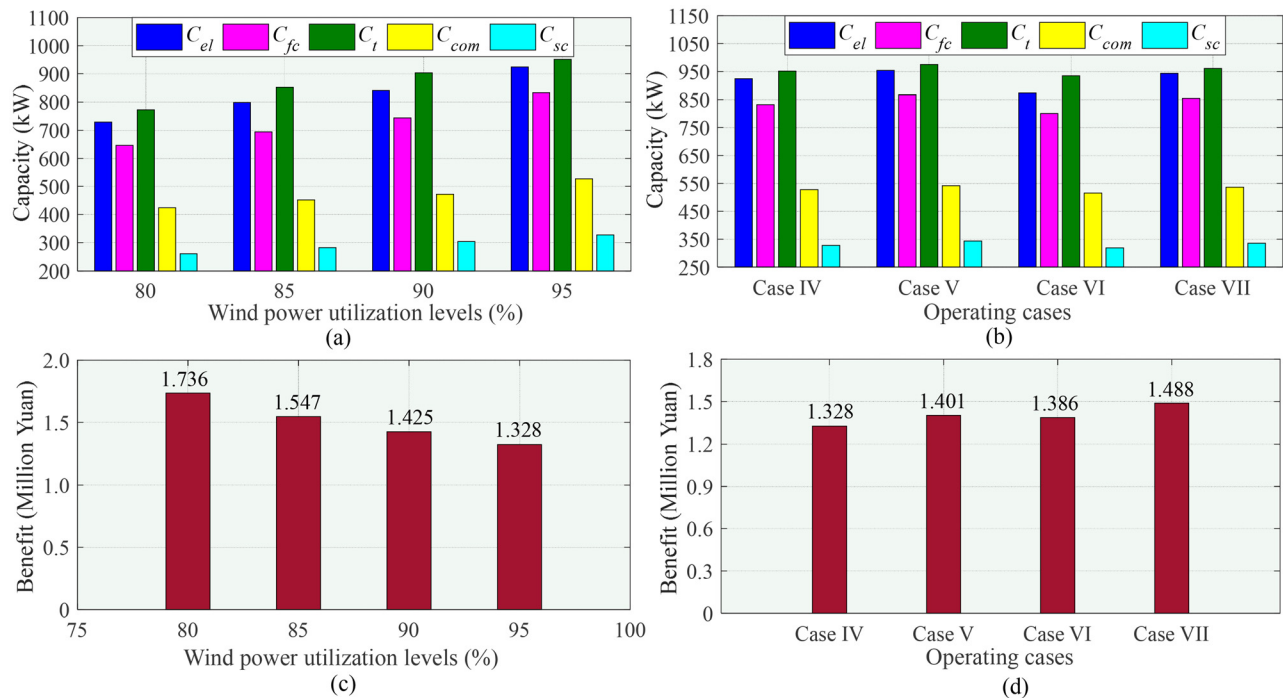 1100
1000
900
800
700
600
500
400
300
200
Capacity (kW)
C_el C_fc C_t C_com C_sc
80 85 90 95
Wind power utilization levels (%)
(a)
1150
1050
950
850
750
650
550
450
350
250
Capacity (kW)
C_el C_fc C_t C_com C_sc
Case IV Case V Case VI Case VII
Operating cases
(b)
2.0
1.5
1.0
0.5
0
Benefit (Million Yuan)
1.736
1.547
1.425
1.328
75 80 85 90 95 100
Wind power utilization levels (%)
(c)
1.8
1.5
1.2
0.9
0.6
0.3
0
Benefit (Million Yuan)
1.328
1.401
1.386
1.488
Case IV Case V Case VI Case VII
Operating cases
(d)